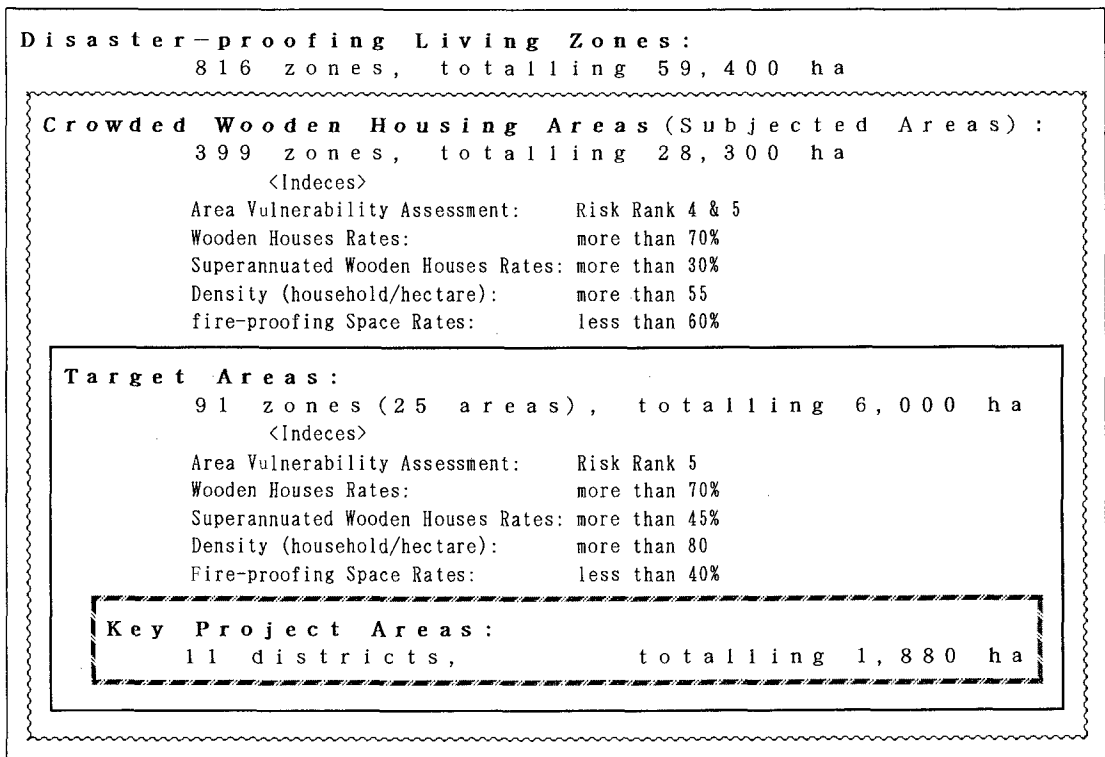 Disaster-proofing Living Zones:
816 zones, totalling 59,400 ha
Crowded Wooden Housing Areas (Subjected Areas):
399 zones, totalling 28,300 ha
<Indeces>
Area Vulnerability Assessment: Risk Rank 4 & 5
Wooden Houses Rates: more than 70%
Superannuated Wooden Houses Rates: more than 30%
Density (household/hectare): more than 55
fire-proofing Space Rates: less than 60%
Target Areas:
91 zones (25 areas), totalling 6,000 ha
<Indeces>
Area Vulnerability Assessment: Risk Rank 5
Wooden Houses Rates: more than 70%
Superannuated Wooden Houses Rates: more than 45%
Density (household/hectare): more than 80
Fire-proofing Space Rates: less than 40%
Key Project Areas:
11 districts, totalling 1,880 ha